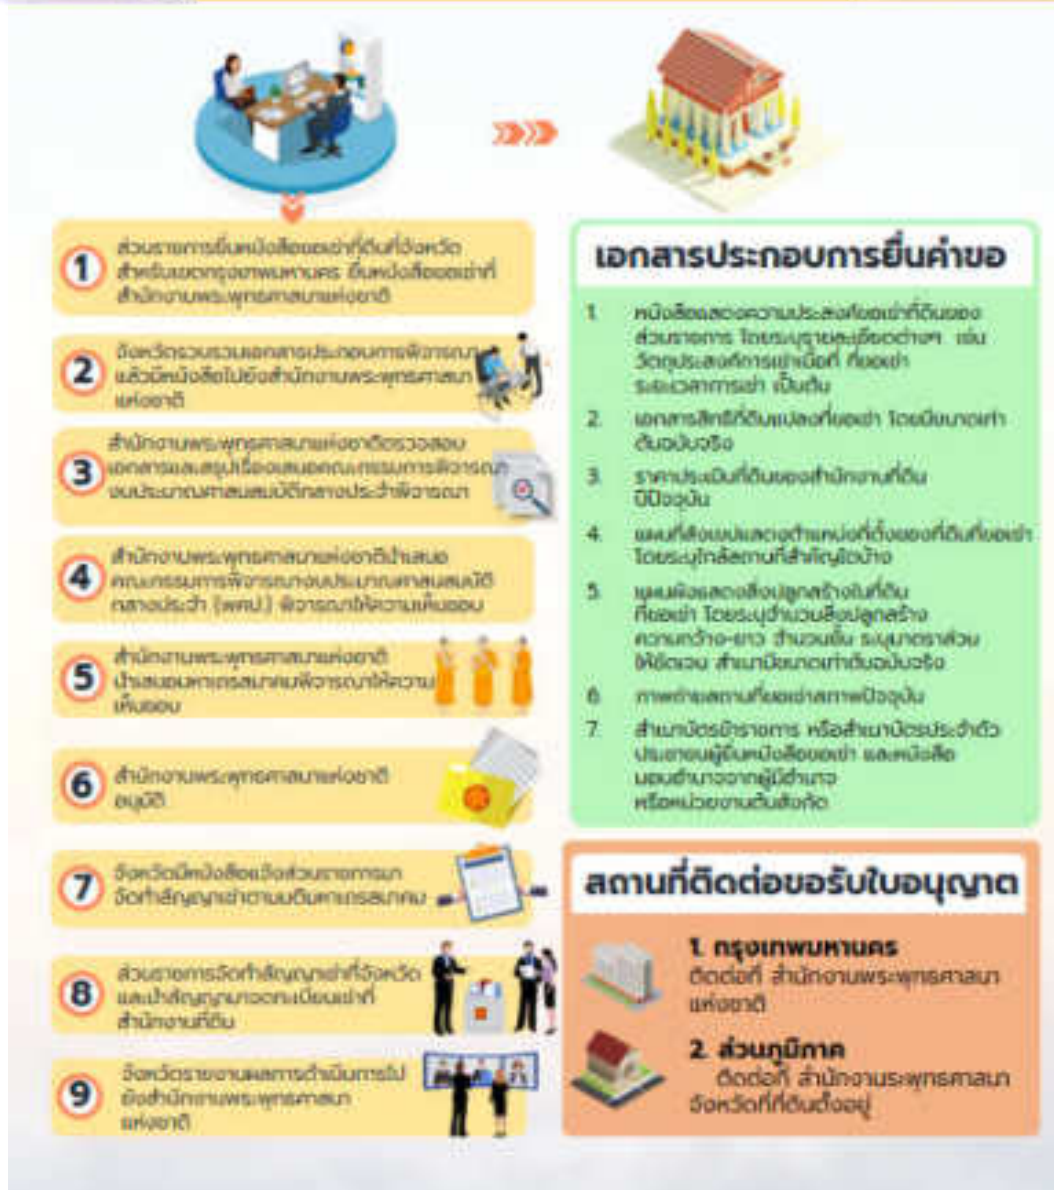 1
ส่วนราชการยื่นหนังสือขอเช่าที่ดินที่จังหวัด
สำหรับเขตกรุงเทพมหานคร ยื่นหนังสือขอเช่าที่
สำนักงานพระพุทธศาสนาแห่งชาติ
2
จังหวัดรวบรวมเอกสารประกอบการพิจารณา
แล้วมีหนังสือไปยังสำนักงานพระพุทธศาสนา
แห่งชาติ
3
สำนักงานพระพุทธศาสนาแห่งชาติตรวจสอบ
เอกสารและสรุปเรื่องเสนอคณะกรรมการพิจารณา
งบประมาณศาสนสมบัติกลางประจำพิจารณา
4
สำนักงานพระพุทธศาสนาแห่งชาตินำเสนอ
คณะกรรมการพิจารณางบประมาณศาสนสมบัติ
กลางประจำ (พศป.) พิจารณาให้ความเห็นชอบ
5
สำนักงานพระพุทธศาสนาแห่งชาติ
นำเสนอมหาเถรสมาคมพิจารณาให้ความ
เห็นชอบ
6
สำนักงานพระพุทธศาสนาแห่งชาติ
อนุมัติ
7
จังหวัดมีหนังสือแจ้งส่วนราชการมา
จัดทำสัญญาเช่าตามมติมหาเถรสมาคม
8
ส่วนราชการจัดทำสัญญาเช่าที่จังหวัด
และนำสัญญามาจดทะเบียนเช่าที่
สำนักงานที่ดิน
9
จังหวัดรายงานผลการดำเนินการไป
ยังสำนักงานพระพุทธศาสนา
แห่งชาติ
เอกสารประกอบการยื่นคำขอ
1. หนังสือแสดงความประสงค์ขอเช่าที่ดินของ
ส่วนราชการ โดยระบุรายละเอียดต่างๆ เช่น
วัตถุประสงค์การเช่าเนื้อที่ ที่ขอเช่า
ระยะเวลาการเช่า เป็นต้น
2. เอกสารสิทธิที่ดินแปลงที่ขอเช่า โดยมีขนาดเท่า
ต้นฉบับจริง
3. ราคาประเมินที่ดินของสำนักงานที่ดิน
ปีปัจจุบัน
4. แผนที่สังเขปแสดงตำแหน่งที่ตั้งของที่ดินที่ขอเช่า
โดยระบุใกล้สถานที่สำคัญใดบ้าง
5. แผนผังแสดงสิ่งปลูกสร้างในที่ดิน
ที่ขอเช่า โดยระบุจำนวนสิ่งปลูกสร้าง
ความกว้าง-ยาว จำนวนชั้น ระบุมาตราส่วน
ให้ชัดเจน สำเนามีขนาดเท่าต้นฉบับจริง
6. ภาพถ่ายสถานที่ขอเช่าสภาพปัจจุบัน
7. สำเนาบัตรข้าราชการ หรือสำเนาบัตรประจำตัว
ประชาชนผู้ยื่นหนังสือขอเช่า และหนังสือ
มอบอำนาจจากผู้มีอำนาจ
หรือหน่วยงานต้นสังกัด
สถานที่ติดต่อขอรับใบอนุญาต
1. กรุงเทพมหานคร
ติดต่อที่ สำนักงานพระพุทธศาสนา
แห่งชาติ
2. ส่วนภูมิภาค
ติดต่อที่ สำนักงานระพุทธศาสนา
จังหวัดที่ที่ดินตั้งอยู่